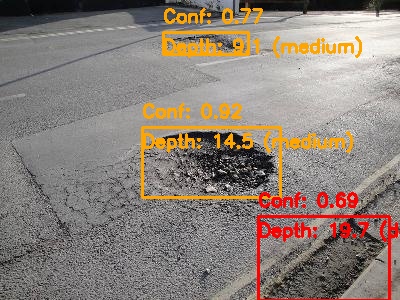 Conf: 0.77
Depth: 9.1 (medium)
Conf: 0.92
Depth: 14.5 (medium)
Conf: 0.69
Depth: 19.7 (d